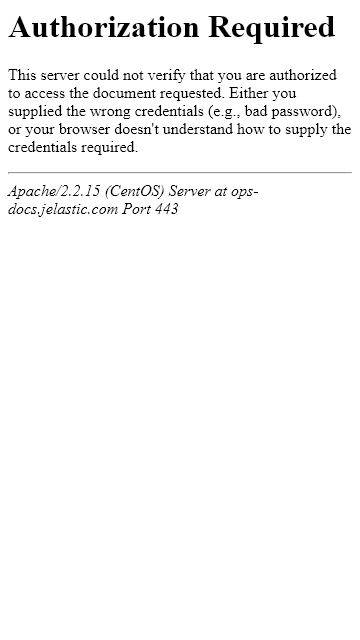 Authorization Required
This server could not verify that you are authorized
to access the document requested. Either you
supplied the wrong credentials (e.g., bad password),
or your browser doesn't understand how to supply the
credentials required.
Apache/2.2.15 (CentOS) Server at ops-
docs.jelastic.com Port 443